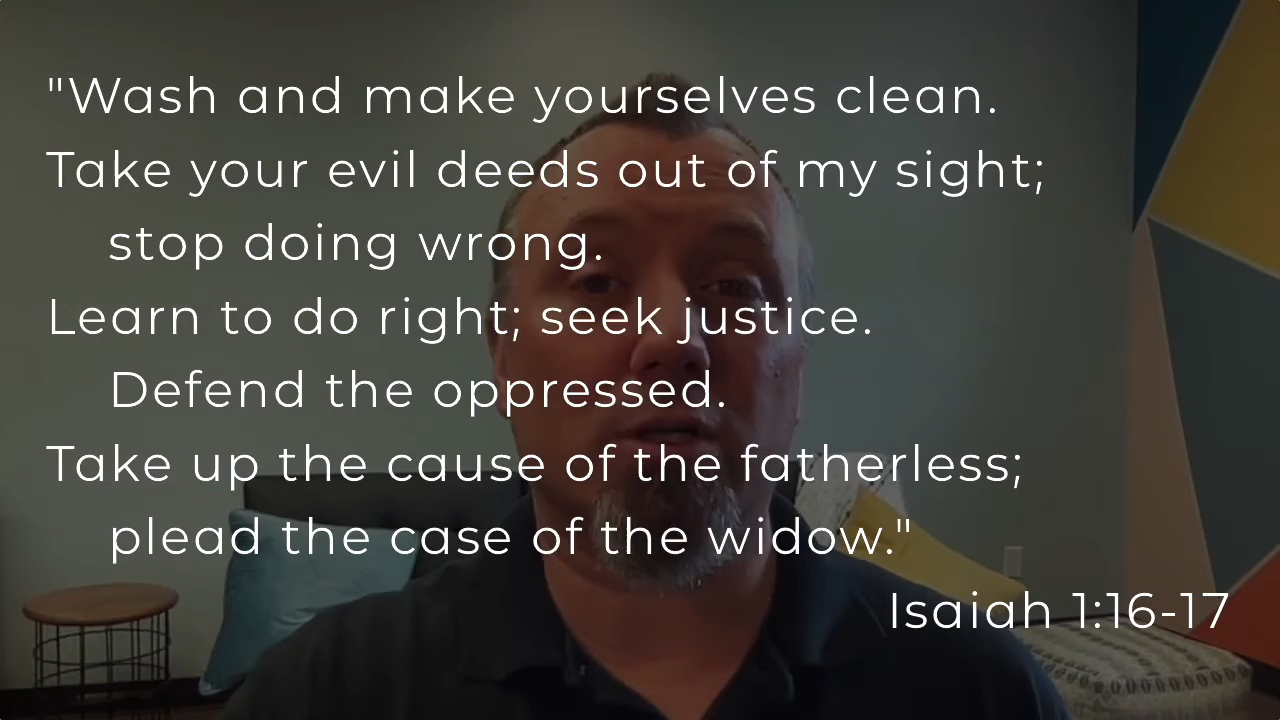 "Wash and make yourselves clean.
Take your evil deeds out of my sight;
stop doing wrong.
Learn to do right; seek justice.
Defend the oppressed.
Take up the cause of the fatherless;
plead the case of the widow."
Isaiah 1:16-17